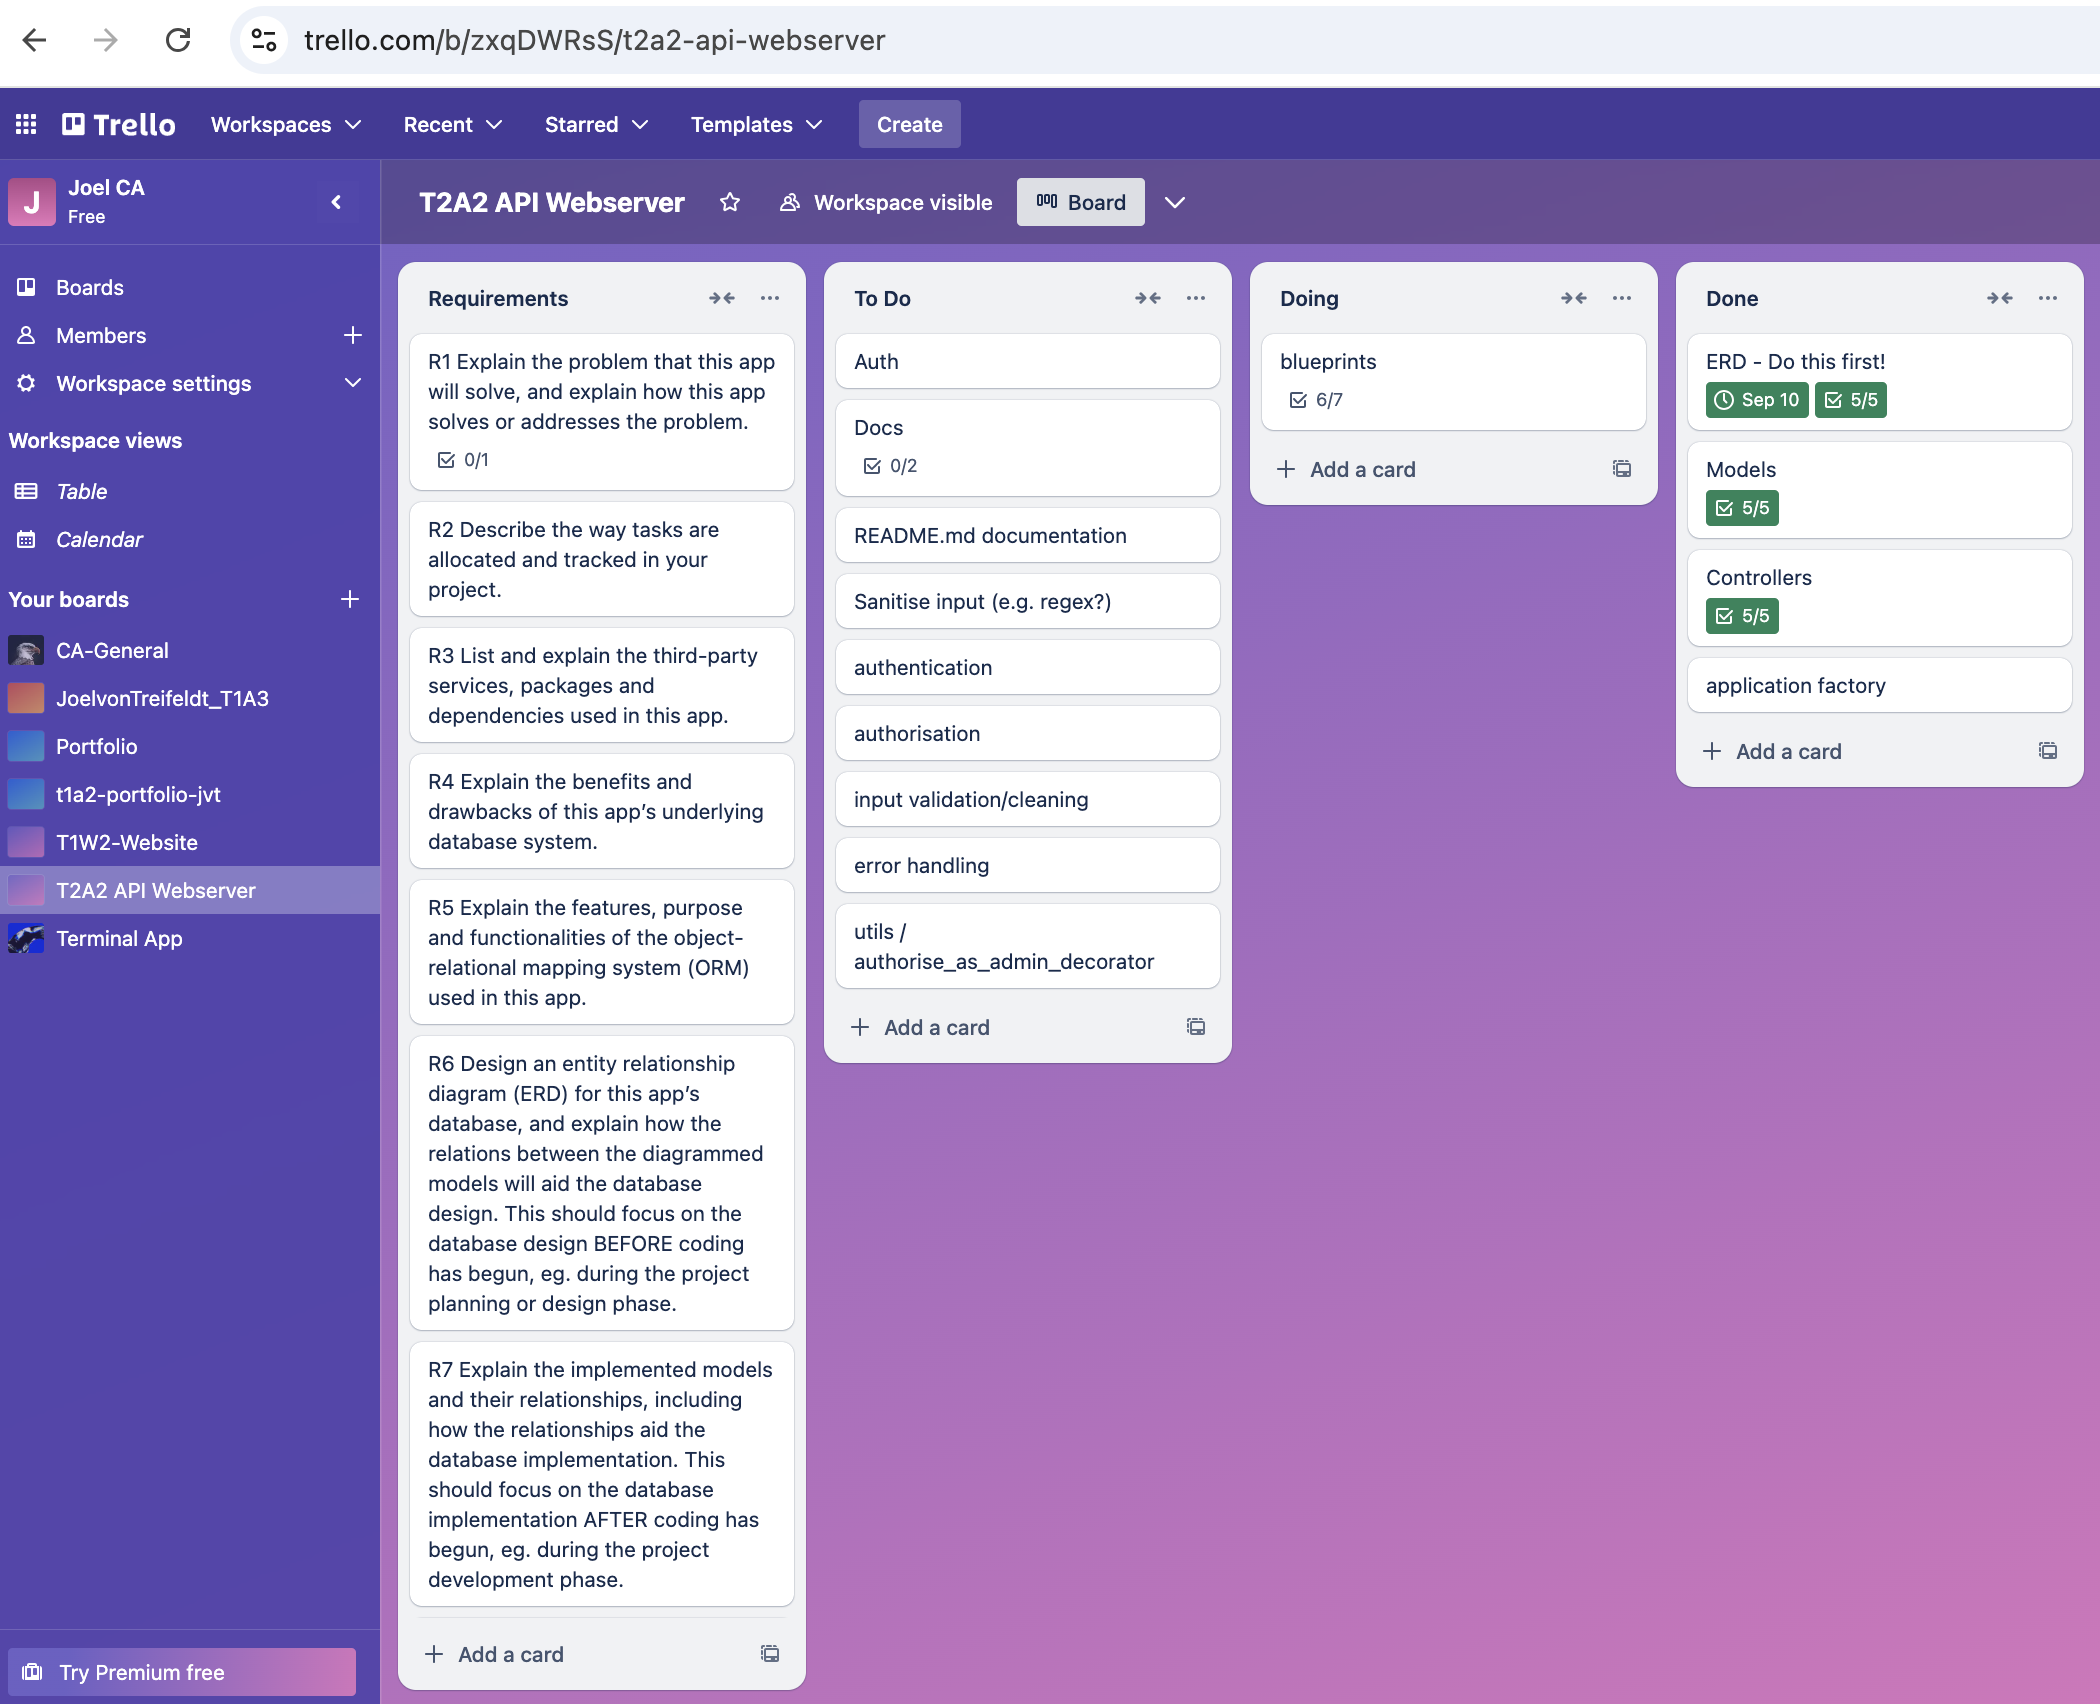 trello.com/b/zxqDWRsS/t2a2-api-webserver
Trello
Workspaces
Recent
Starred
Templates
Create
J
Joel CA
Free
T2A2 API Webserver
Workspace visible
Board
Boards
Members
Workspace settings
Workspace views
Table
Calendar
Your boards
CA-General
JoelvonTreifeldt_T1A3
Portfolio
t1a2-portfolio-jvt
T1W2-Website
T2A2 API Webserver
Terminal App
Try Premium free
Requirements
R1 Explain the problem that this app
will solve, and explain how this app
solves or addresses the problem.
0/1
R2 Describe the way tasks are
allocated and tracked in your
project.
R3 List and explain the third-party
services, packages and
dependencies used in this app.
R4 Explain the benefits and
drawbacks of this app’s underlying
database system.
R5 Explain the features, purpose
and functionalities of the object-
relational mapping system (ORM)
used in this app.
R6 Design an entity relationship
diagram (ERD) for this app’s
database, and explain how the
relations between the diagrammed
models will aid the database
design. This should focus on the
database design BEFORE coding
has begun, eg. during the project
planning or design phase.
R7 Explain the implemented models
and their relationships, including
how the relationships aid the
database implementation. This
should focus on the database
implementation AFTER coding has
begun, eg. during the project
development phase.
Add a card
To Do
Auth
Docs
0/2
README.md documentation
Sanitise input (e.g. regex?)
authentication
authorisation
input validation/cleaning
error handling
utils /
authorise_as_admin_decorator
Add a card
Doing
blueprints
6/7
Add a card
Done
ERD - Do this first!
Sep 10
5/5
Models
5/5
Controllers
5/5
application factory
Add a card